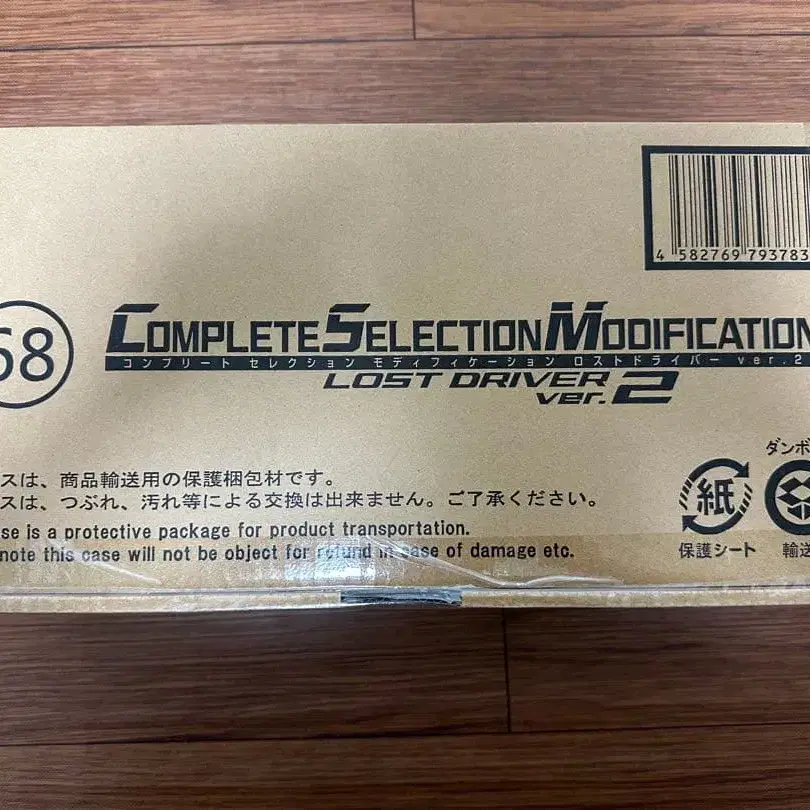 4 582769 793783
68
COMPLETE SELECTION MODIFICATION
コンプリート セレクション モディフィケーション ロストドライバー ver.2
LOST DRIVER
ver.2
ダンボ
スは、商品輸送用の保護梱包材です。
スは、つぶれ、汚れ等による交換は出来ません。ご了承ください。
se is a protective package for product transportation.
note this case will not be object for refund in case of damage etc.
紙
保護シート
輸送